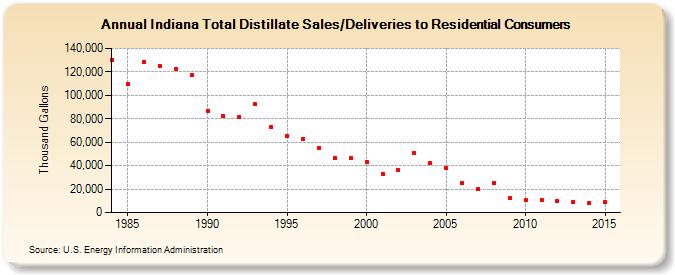 Annual Indiana Total Distillate Sales/Deliveries to Residential Consumers
Thousand Gallons
140,000
120,000
100,000
80,000
60,000
40,000
20,000
0
1985 1990 1995 2000 2005 2010 2015
Source: U.S. Energy Information Administration